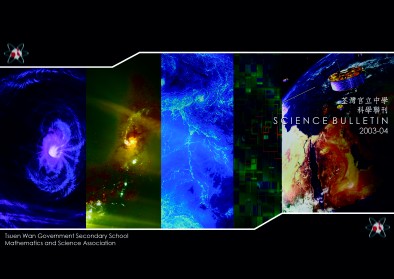 荃灣官立中學
科學聯刊
SCIENCE BULLETIN
2003-04
Tsuen Wan Government Secondary School
Mathematics and Science Association